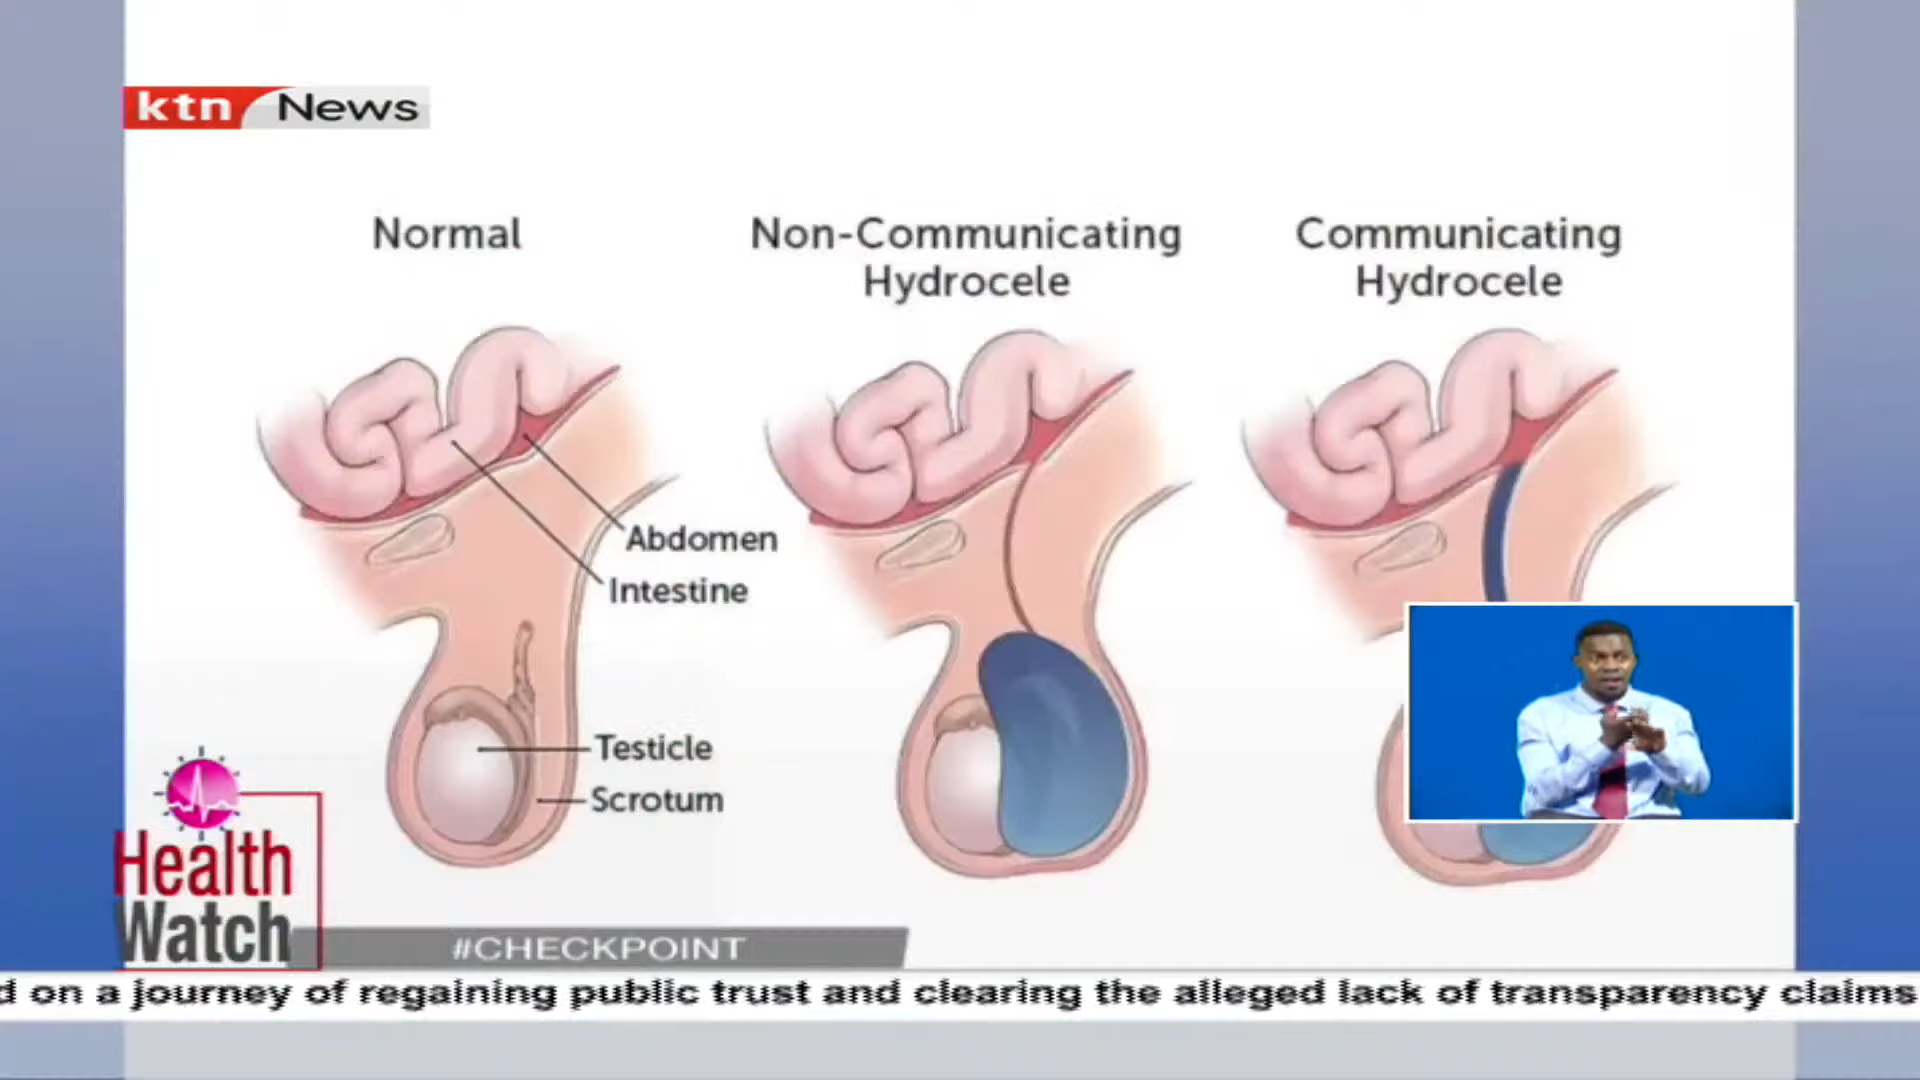 ktn News
Normal
Non-Communicating
Hydrocele
Communicating
Hydrocele
Abdomen
Intestine
Testicle
Scrotum
Health
Watch
#CHECKPOINT
on a journey of regaining public trust and clearing the alleged lack of transparency claims